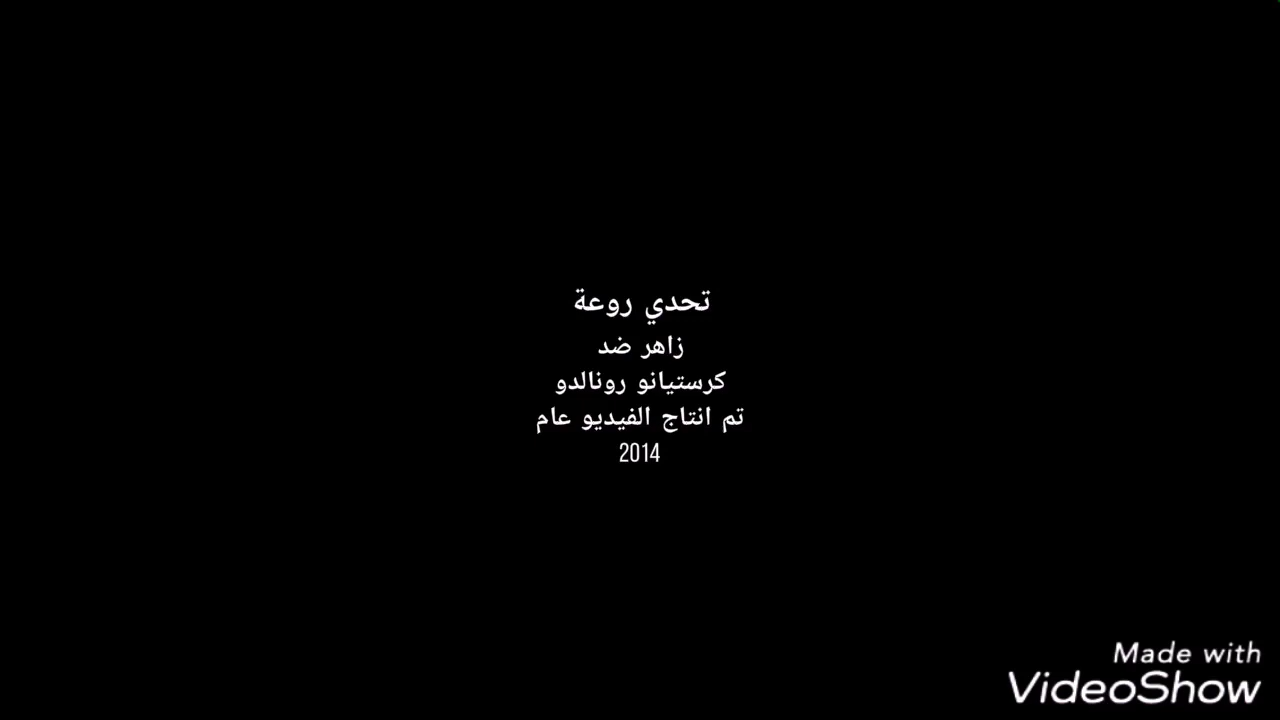 تحدي روعة
زاهر ضد
كرستيانو رونالدو
تم انتاج الفيديو عام
2014
Made with
VideoShow